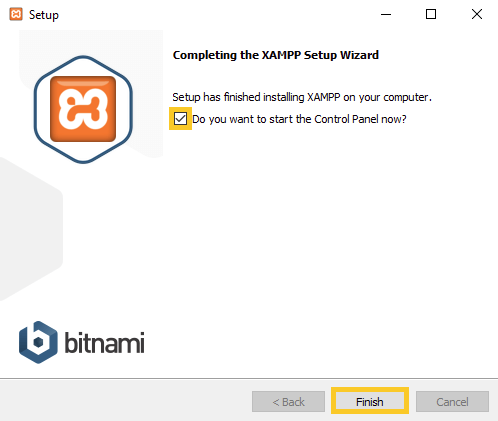 Setup
Completing the XAMPP Setup Wizard
Setup has finished installing XAMPP on your computer.
Do you want to start the Control Panel now?
bitnami
< Back
Finish
Cancel